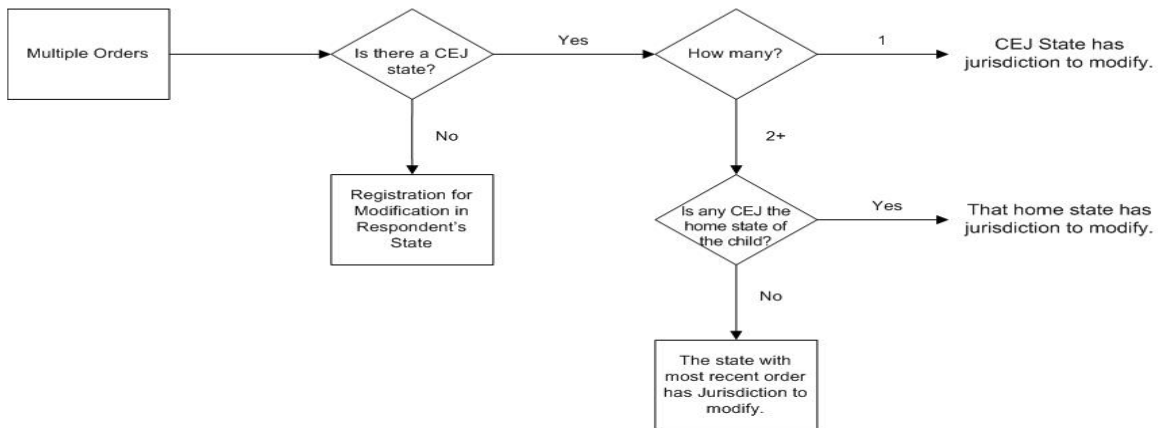 Multiple Orders
Is there a CEJ
state?
Yes
How many?
1
CEJ State has
jurisdiction to modify.
No
2+
Registration for
Modification in
Respondent's
State
Is any CEJ the
home state of
the child?
Yes
That home state has
jurisdiction to modify.
No
The state with
most recent order
has Jurisdiction to
modify.